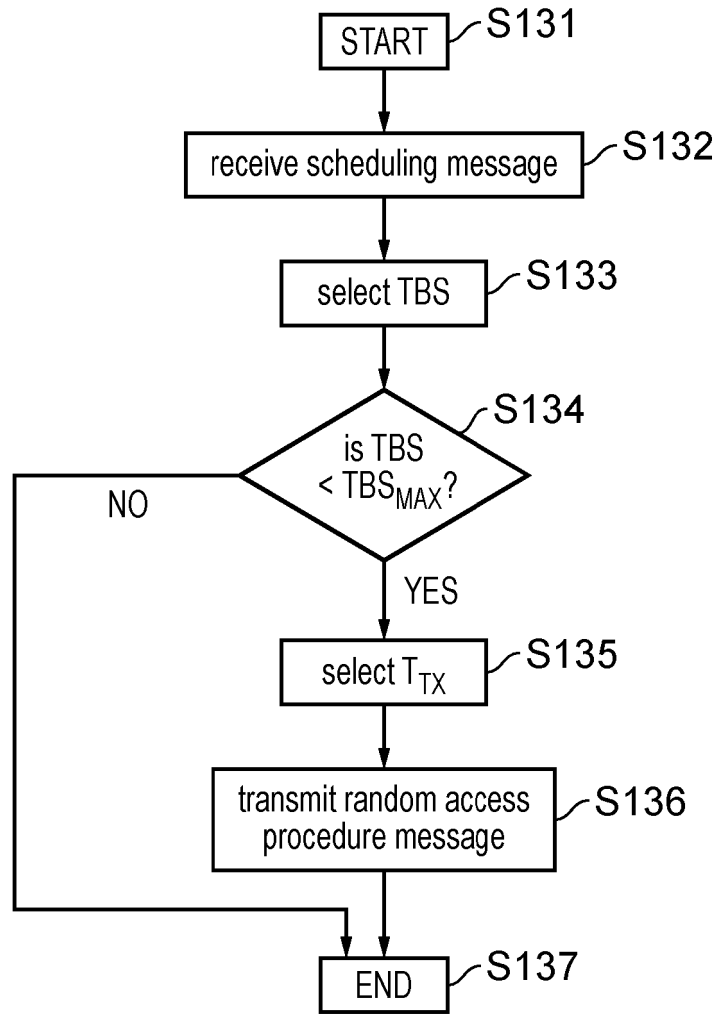 START
S131
receive scheduling message
S132
select TBS
S133
S134
is TBS
< TBS_MAX?
NO
YES
select T_TX
S135
transmit random access
procedure message
S136
END
S137